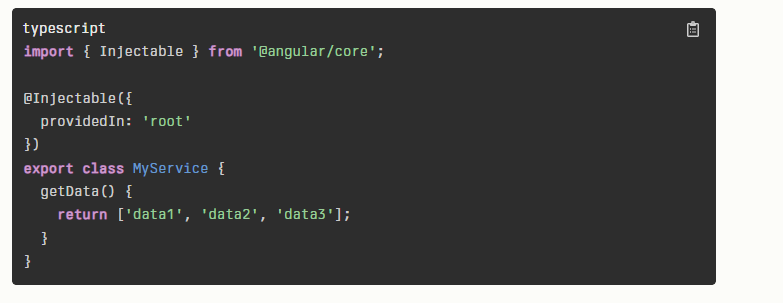 typescript
import { Injectable } from '@angular/core';
@Injectable({
  providedIn: 'root'
})
export class MyService {
  getData() {
    return ['data1', 'data2', 'data3'];
  }
}